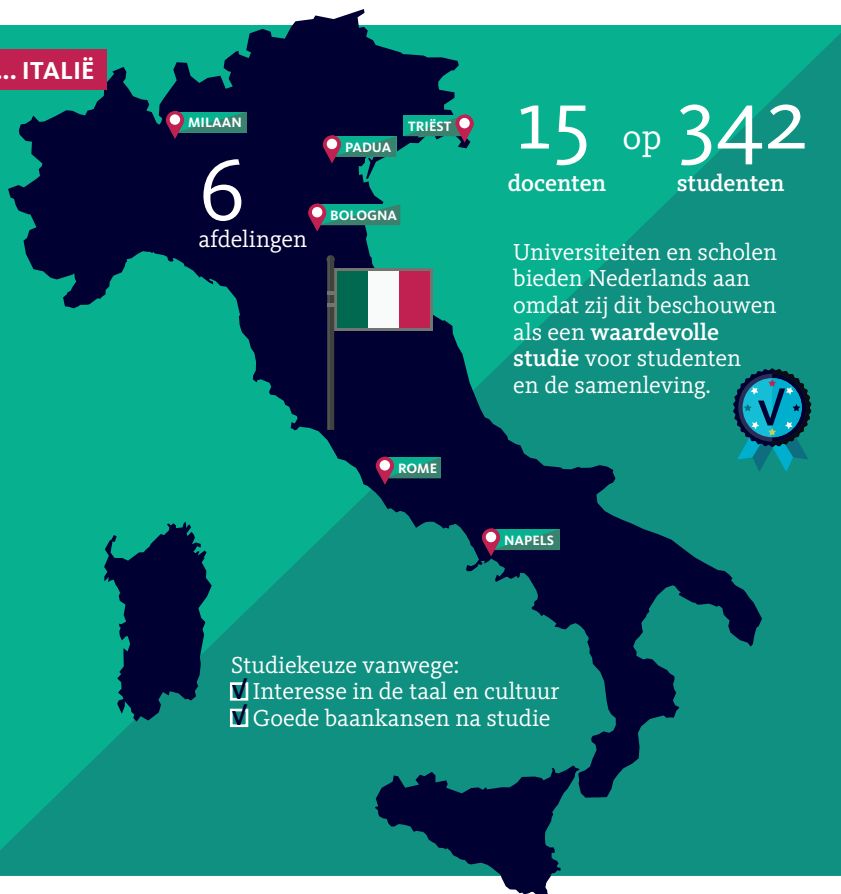 ... ITALIË
MILAAN
TRIËST
PADUA
BOLOGNA
6
afdelingen
15 op 342
docenten studenten
Universiteiten en scholen
bieden Nederlands aan
omdat zij dit beschouwen
als een waardevolle
studie voor studenten
en de samenleving.
ROME
NAPELS
Studiekeuze vanwege:
Interesse in de taal en cultuur
Goede baankansen na studie